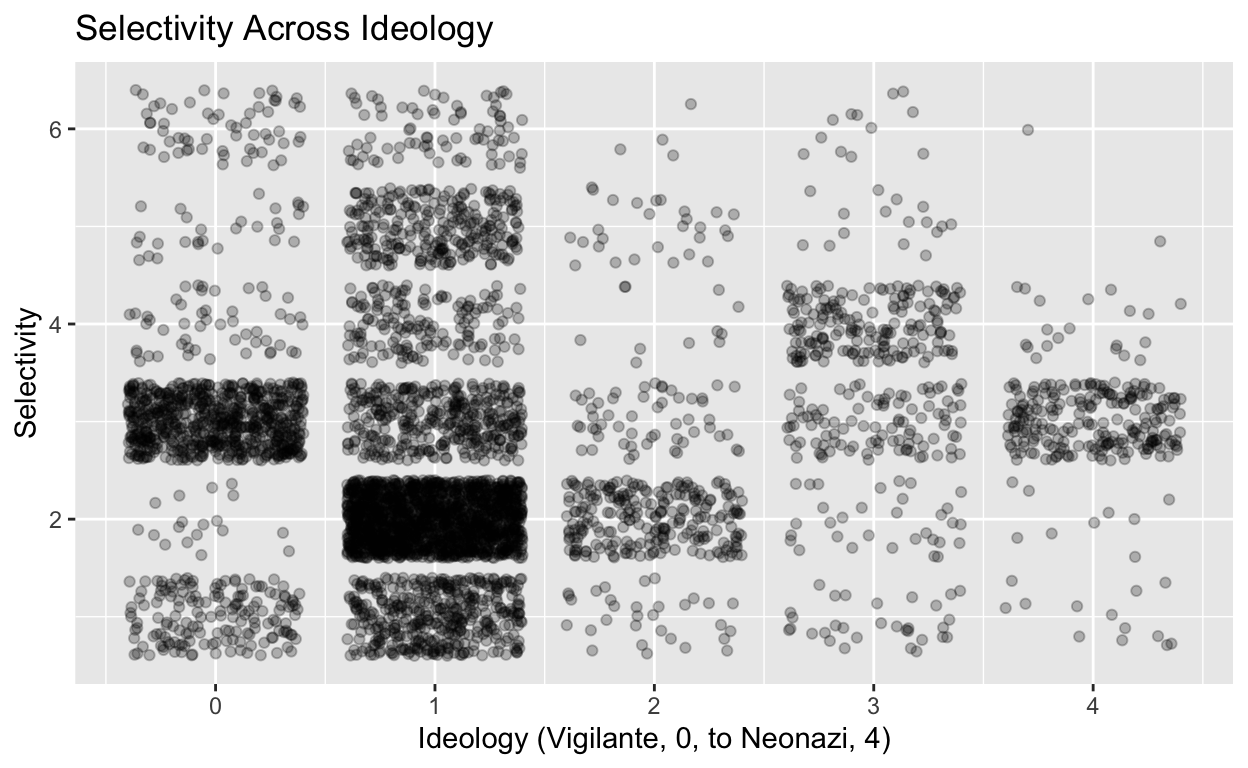 Selectivity Across Ideology
Selectivity
6
4
2
0 1 2 3 4
Ideology (Vigilante, 0, to Neonazi, 4)